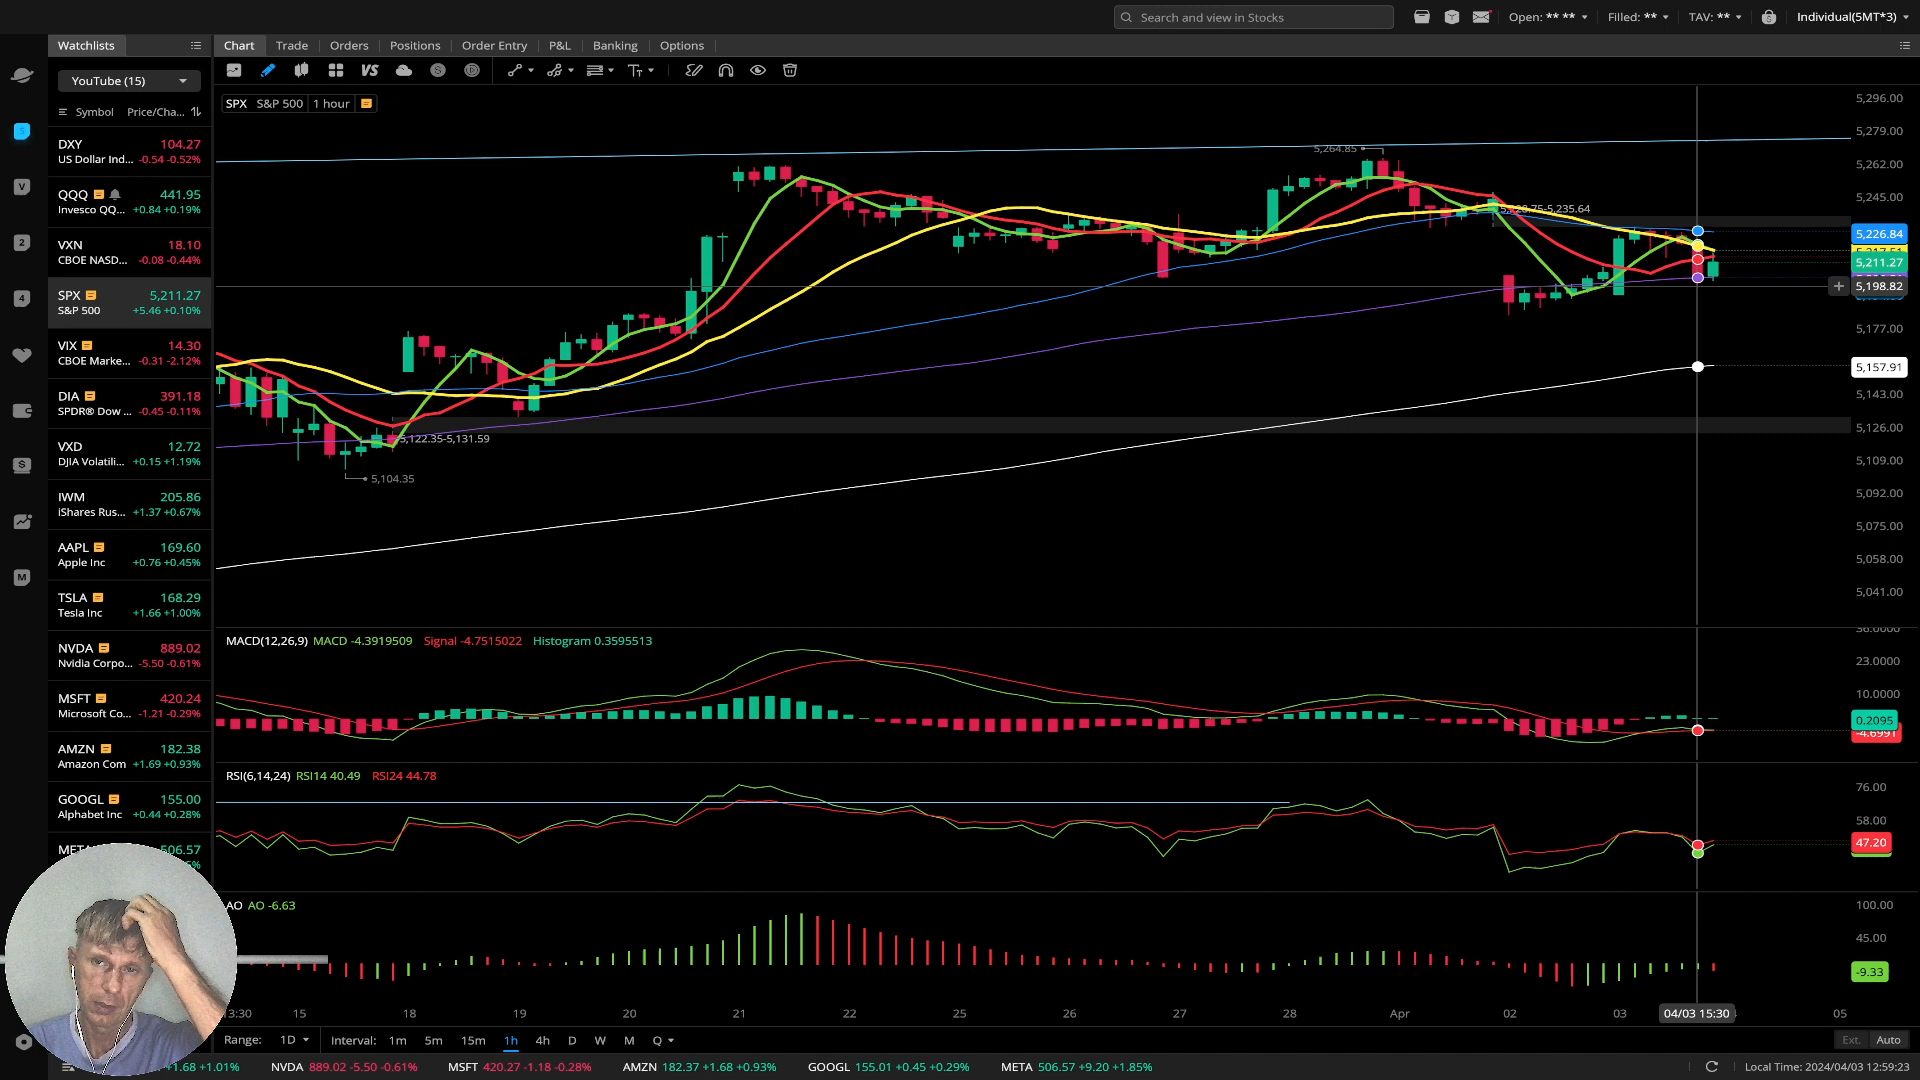 Search and view in Stocks
Open: ** **
Filled: **
TAV: **
Individual(5MT*3)
Watchlists
Chart Trade Orders Positions Order Entry P&L Banking Options
YouTube (15)
Symbol Price/Cha...
DXY 104.27
US Dollar Ind... -0.54 -0.52%
QQQ 441.95
Invesco QQ... +0.84 +0.19%
VXN 18.10
CBOE NASD... -0.08 -0.44%
SPX 5,211.27
S&P 500 +5.46 +0.10%
VIX 14.30
CBOE Marke... -0.31 -2.12%
DIA 391.18
SPDR® Dow ... -0.45 -0.11%
VXD 12.72
DJIA Volatili... +0.15 +1.19%
IWM 205.86
iShares Rus... +1.37 +0.67%
AAPL 169.60
Apple Inc +0.76 +0.45%
TSLA 168.29
Tesla Inc +1.66 +1.00%
NVDA 889.02
Nvidia Corpo... -5.50 -0.61%
MSFT 420.24
Microsoft Co... -1.21 -0.29%
AMZN 182.38
Amazon Com +1.69 +0.93%
GOOGL 155.00
Alphabet Inc +0.44 +0.28%
META 506.57
VS
SPX S&P 500 1 hour
5,264.85
5,235.64
5,122.35-5,131.59
5,104.35
5,296.00
5,279.00
5,262.00
5,245.00
5,226.84
5,211.27
5,198.82
5,177.00
5,157.91
5,143.00
5,126.00
5,109.00
5,092.00
5,075.00
5,058.00
5,041.00
MACD(12,26,9) MACD -4.3919509 Signal -4.7515022 Histogram 0.3595513
23.0000
10.0000
0.2095
-4.6991
RSI(6,14,24) RSI14 40.49 RSI24 44.78
76.00
58.00
47.20
AO AO -6.63
100.00
45.00
-9.33
13:30 15 18 19 20 21 22 25 26 27 28 Apr 02 03 04/03 15:30 05
Range: 1D Interval: 1m 5m 15m 1h 4h D W M Q
Ext. Auto
+1.68 +1.01% NVDA 889.02 -5.50 -0.61% MSFT 420.27 -1.18 -0.28% AMZN 182.37 +1.68 +0.93% GOOGL 155.01 +0.45 +0.29% META 506.57 +9.20 +1.85%
Local Time: 2024/04/03 12:59:23